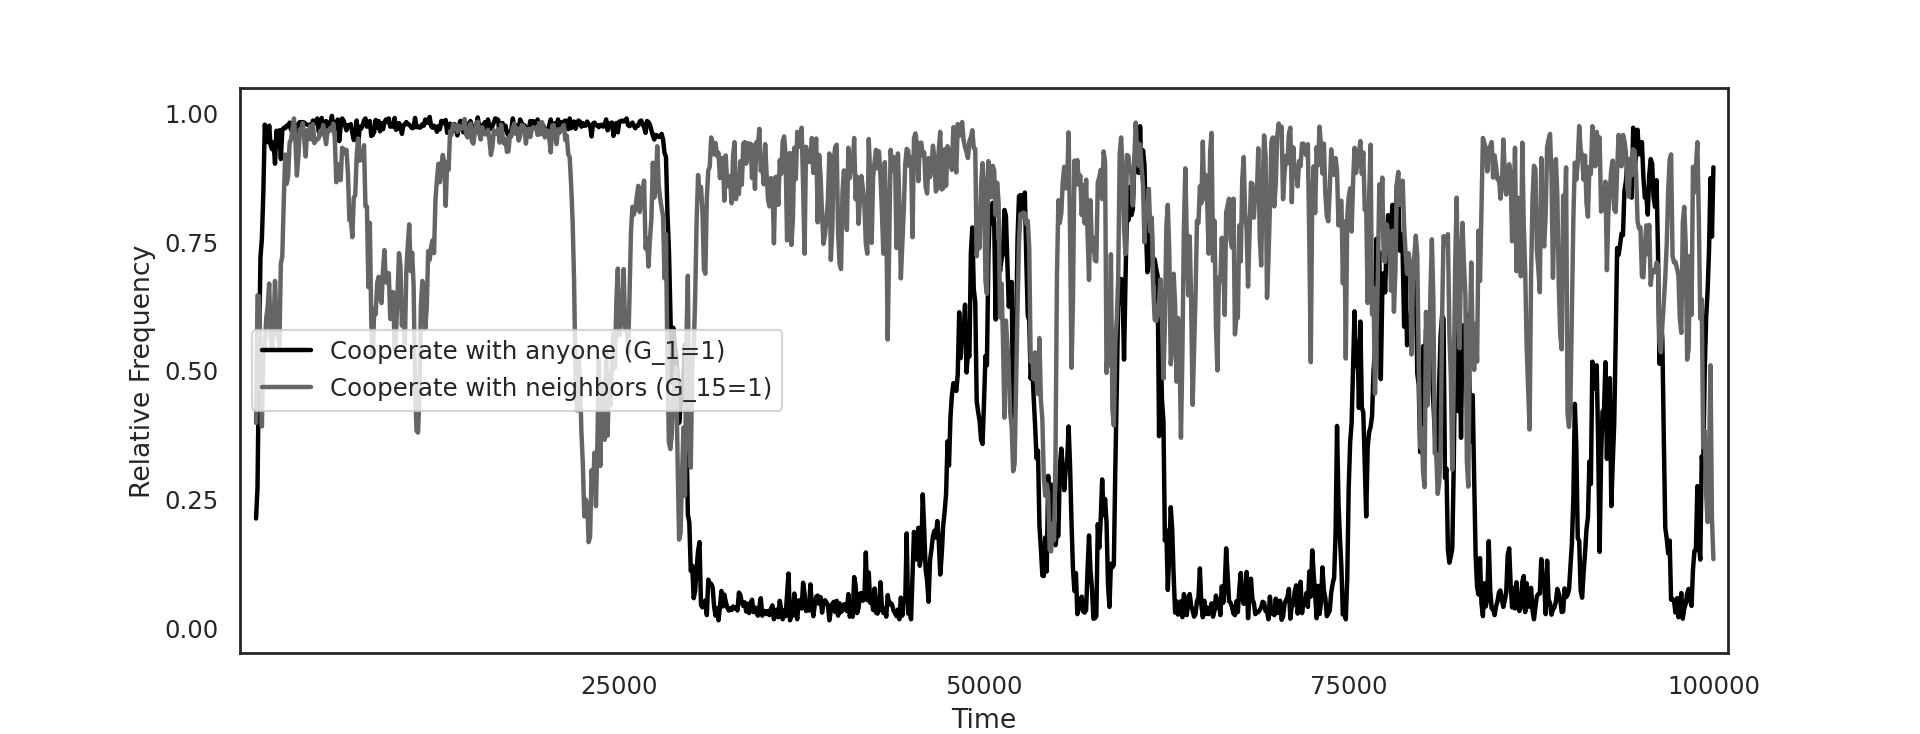 1.00
0.75
0.50
0.25
0.00
Relative Frequency
Cooperate with anyone (G_1=1)
Cooperate with neighbors (G_15=1)
25000
50000
75000
100000
Time